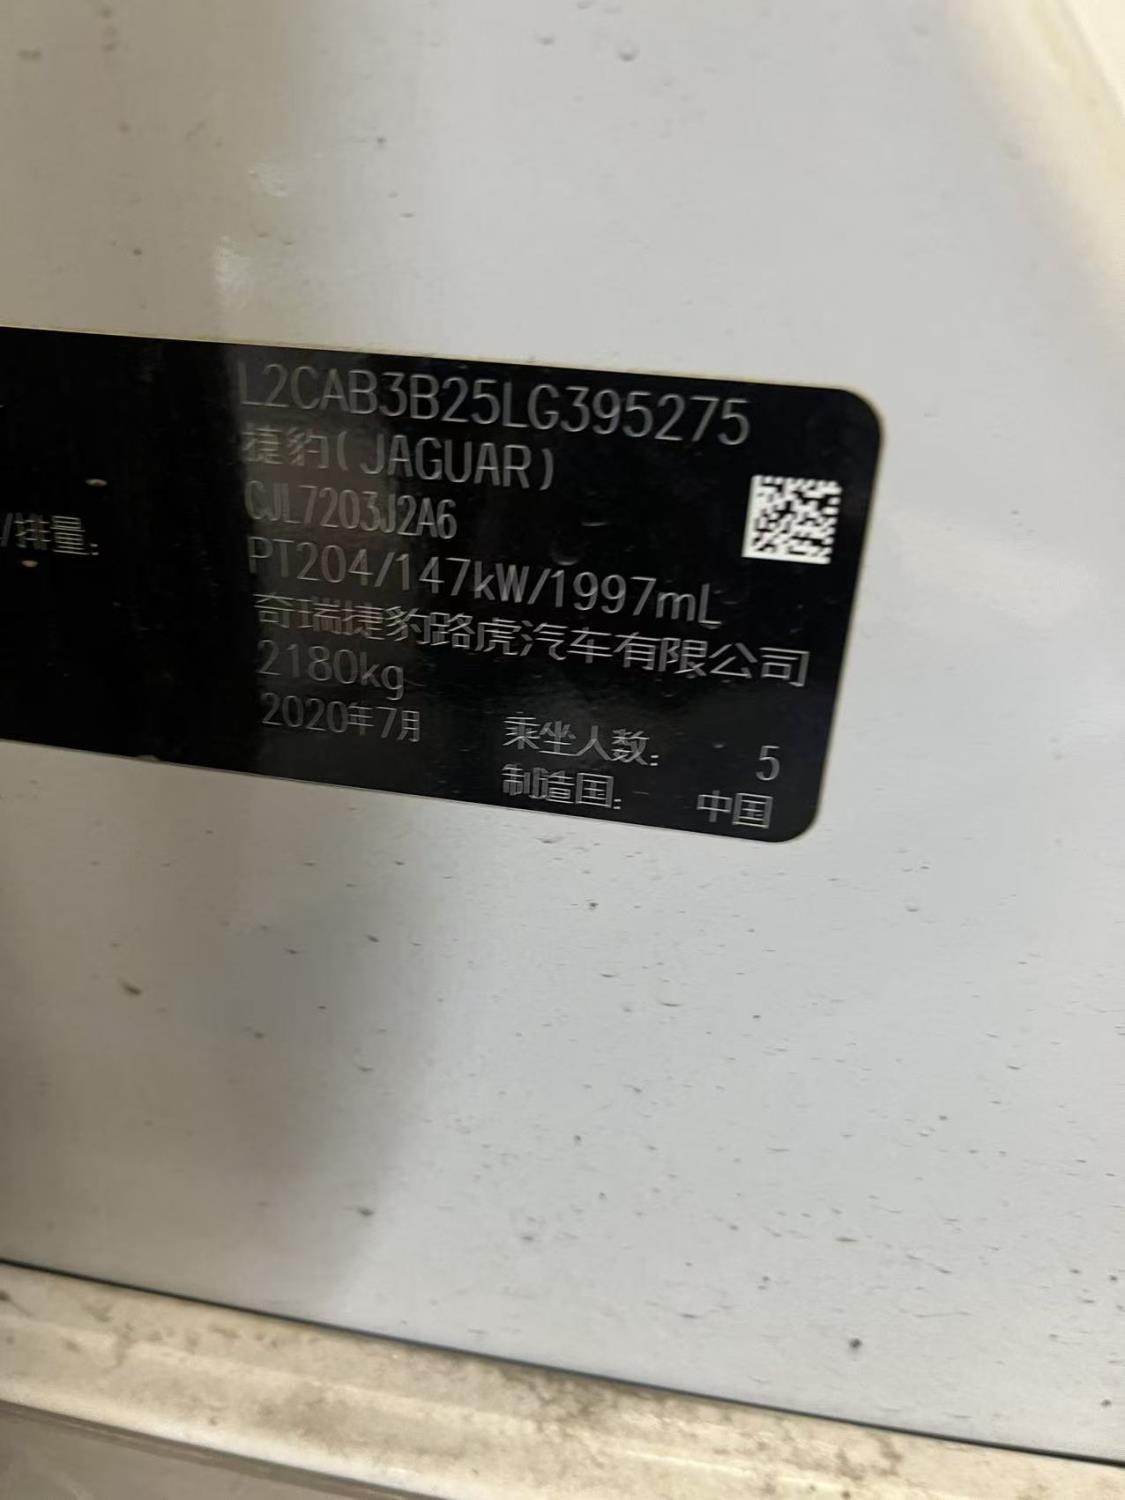 L2CAB3B25LG395275
捷豹(JAGUAR)
CJL7203J2A6
/排量: PT204/147kW/1997mL
奇瑞捷豹路虎汽车有限公司
2180kg
2020年7月 乘坐人数: 5
制造国: 中国